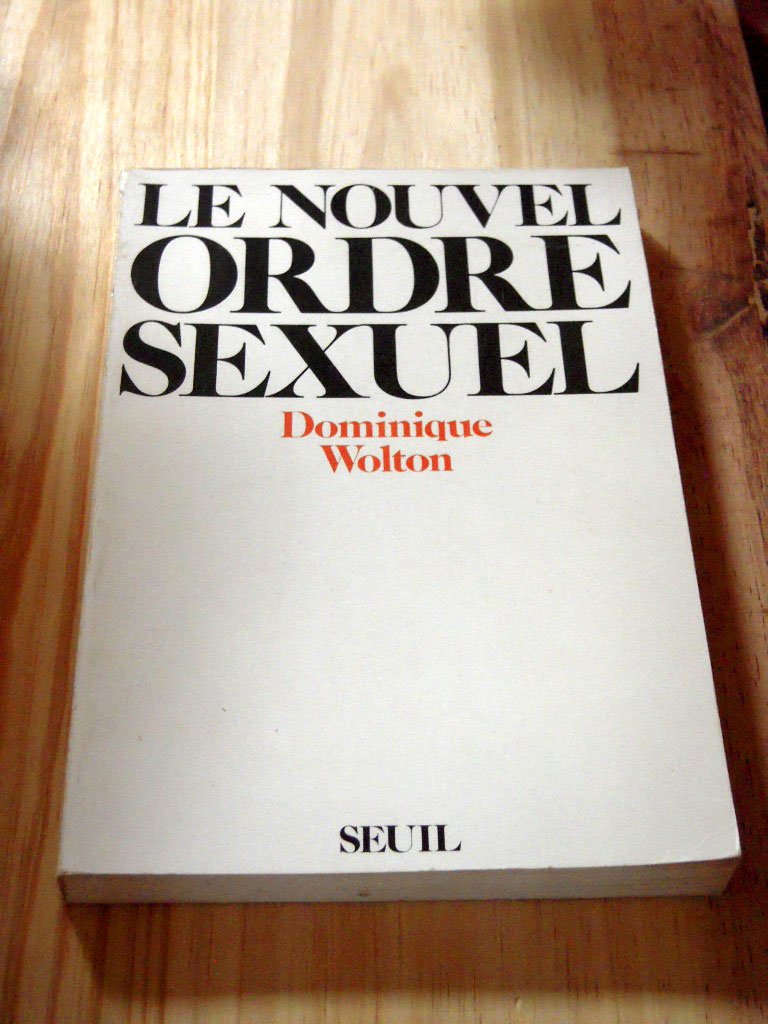 LE NOUVEL
ORDRE
SEXUEL
Dominique
Wolton
SEUIL